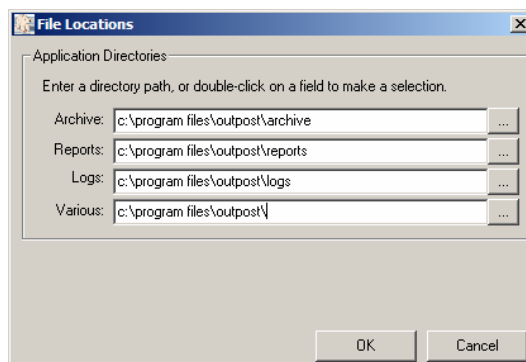 File Locations
Application Directories
Enter a directory path, or double-click on a field to make a selection.
Archive: c:\program files\outpost\archive ...
Reports: c:\program files\outpost\reports ...
Logs: c:\program files\outpost\logs ...
Various: c:\program files\outpost\ ...
OK Cancel